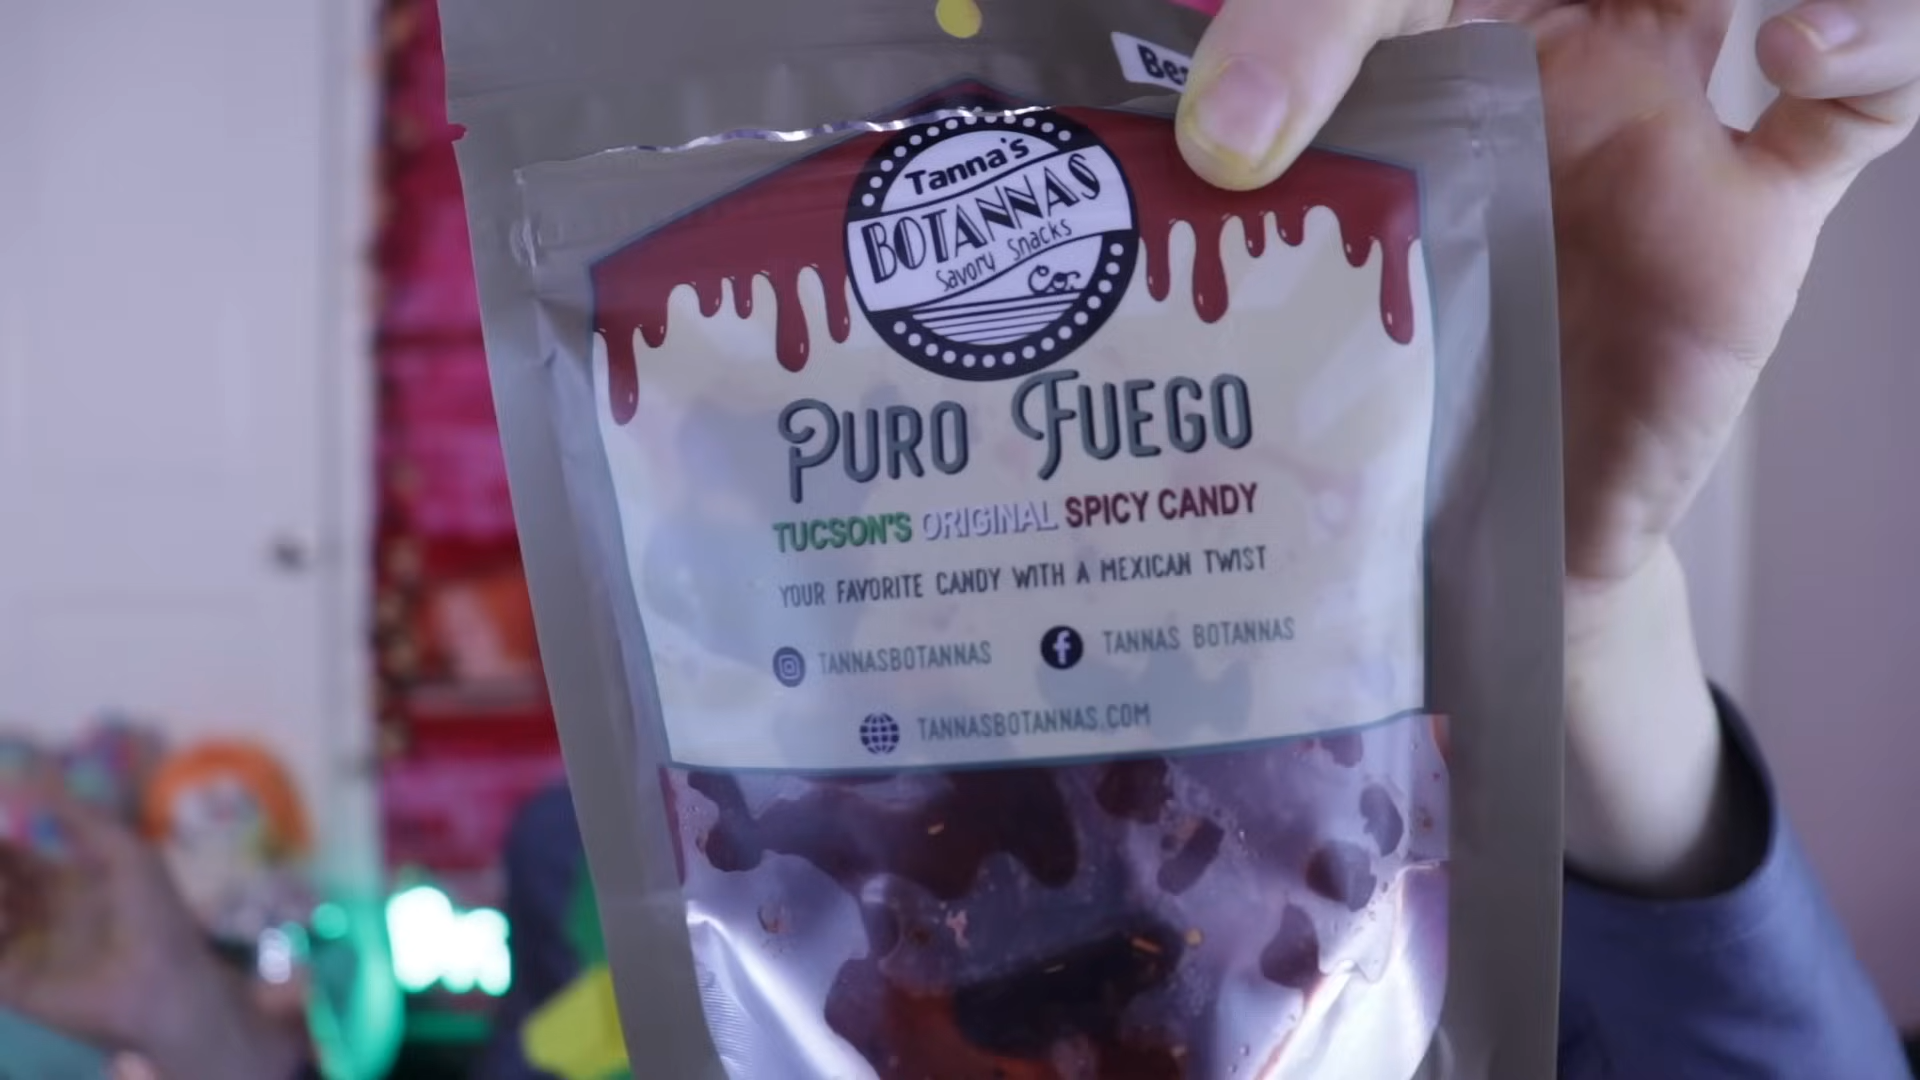 Tanna's
BOTANNAS
Savory Snacks
Co.
PURO FUEGO
TUCSON'S ORIGINAL SPICY CANDY
YOUR FAVORITE CANDY WITH A MEXICAN TWIST
TANNASBOTANNAS
TANNAS BOTANNAS
TANNASBOTANNAS.COM